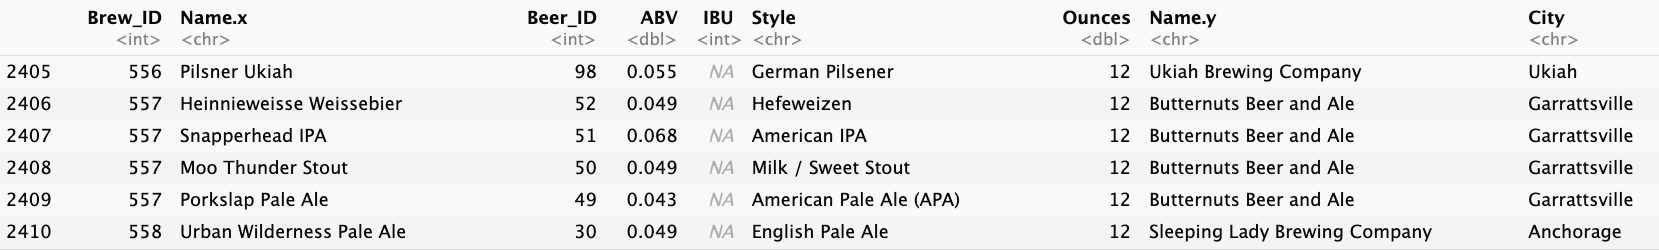 Brew_ID Name.x Beer_ID ABV IBU Style Ounces Name.y City
<int> <chr> <int> <dbl> <int> <chr> <dbl> <chr> <chr>
2405 556 Pilsner Ukiah 98 0.055 NA German Pilsener 12 Ukiah Brewing Company Ukiah
2406 557 Heinnieweisse Weissebier 52 0.049 NA Hefeweizen 12 Butternuts Beer and Ale Garrattsville
2407 557 Snapperhead IPA 51 0.068 NA American IPA 12 Butternuts Beer and Ale Garrattsville
2408 557 Moo Thunder Stout 50 0.049 NA Milk / Sweet Stout 12 Butternuts Beer and Ale Garrattsville
2409 557 Porkslap Pale Ale 49 0.043 NA American Pale Ale (APA) 12 Butternuts Beer and Ale Garrattsville
2410 558 Urban Wilderness Pale Ale 30 0.049 NA English Pale Ale 12 Sleeping Lady Brewing Company Anchorage